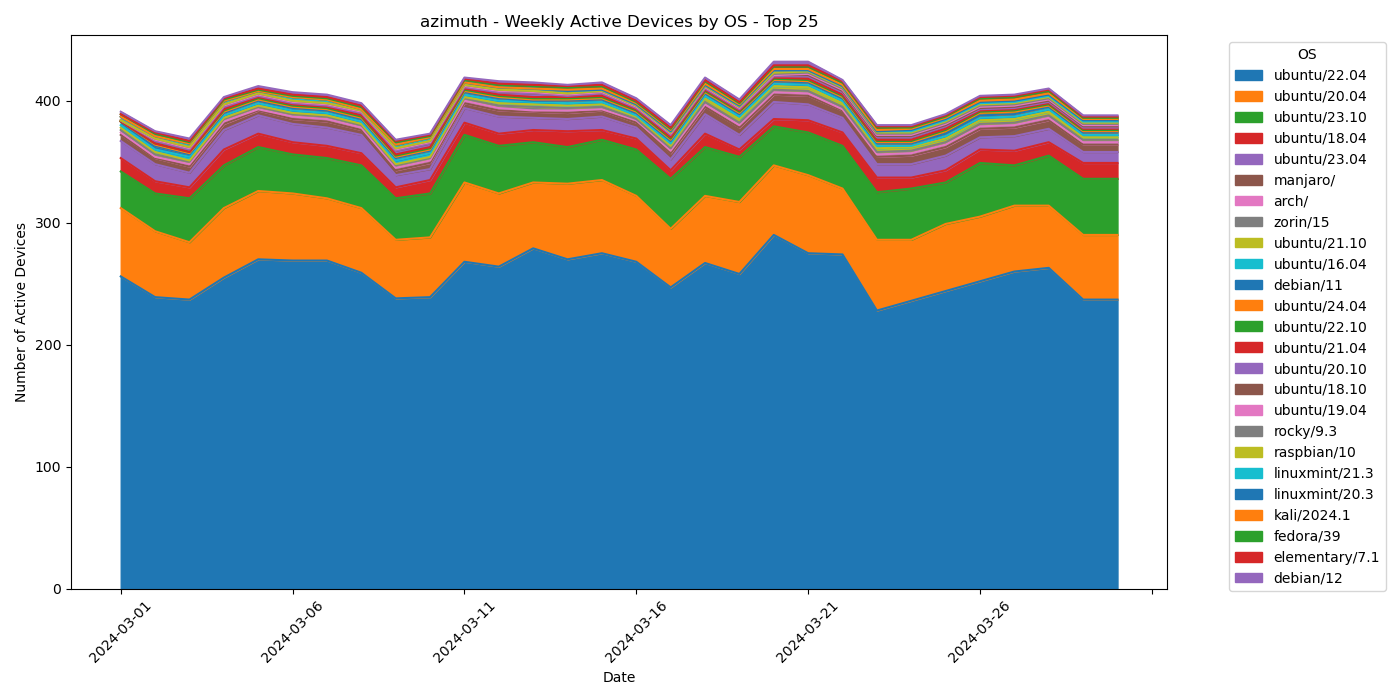 azimuth - Weekly Active Devices by OS - Top 25
Number of Active Devices
400
300
200
100
0
2024-03-01
2024-03-06
2024-03-11
2024-03-16
2024-03-21
2024-03-26
Date
OS
ubuntu/22.04
ubuntu/20.04
ubuntu/23.10
ubuntu/18.04
ubuntu/23.04
manjaro/
arch/
zorin/15
ubuntu/21.10
ubuntu/16.04
debian/11
ubuntu/24.04
ubuntu/22.10
ubuntu/21.04
ubuntu/20.10
ubuntu/18.10
ubuntu/19.04
rocky/9.3
raspbian/10
linuxmint/21.3
linuxmint/20.3
kali/2024.1
fedora/39
elementary/7.1
debian/12